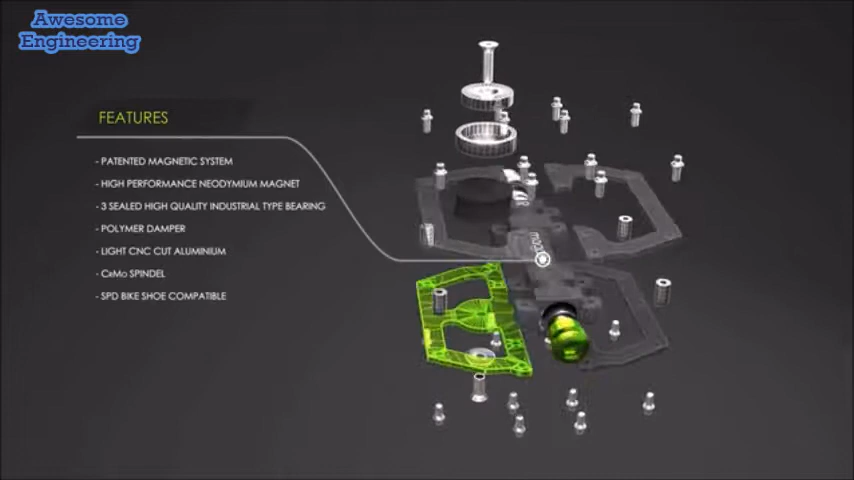 Awesome
Engineering
FEATURES
- PATENTED MAGNETIC SYSTEM
- HIGH PERFORMANCE NEODYMIUM MAGNET
- 3 SEALED HIGH QUALITY INDUSTRIAL TYPE BEARING
- POLYMER DAMPER
- LIGHT CNC CUT ALUMINIUM
- CRMO SPINDEL
- SPD BIKE SHOE COMPATIBLE